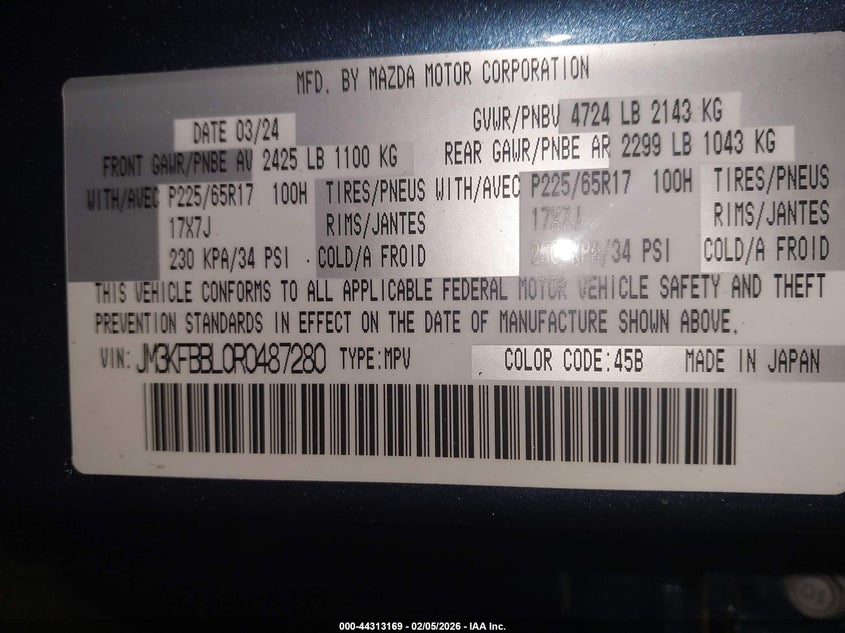 MFD. BY MAZDA MOTOR CORPORATION
DATE 03/24 GVWR/PNBV 4724 LB 2143 KG
FRONT GAWR/PNBE AV 2425 LB 1100 KG REAR GAWR/PNBE AR 2299 LB 1043 KG
WITH/AVEC P225/65R17 100H TIRES/PNEUS WITH/AVEC P225/65R17 100H TIRES/PNEUS
17X7J RIMS/JANTES 17X7J RIMS/JANTES
230 KPA/34 PSI COLD/A FROID 230 KPA/34 PSI COLD/A FROID
THIS VEHICLE CONFORMS TO ALL APPLICABLE FEDERAL MOTOR VEHICLE SAFETY AND THEFT
PREVENTION STANDARDS IN EFFECT ON THE DATE OF MANUFACTURE SHOWN ABOVE.
VIN: JM3KFBBL0R0487280 TYPE:MPV COLOR CODE:45B MADE IN JAPAN
000-44313169 - 02/05/2026 - IAA Inc.